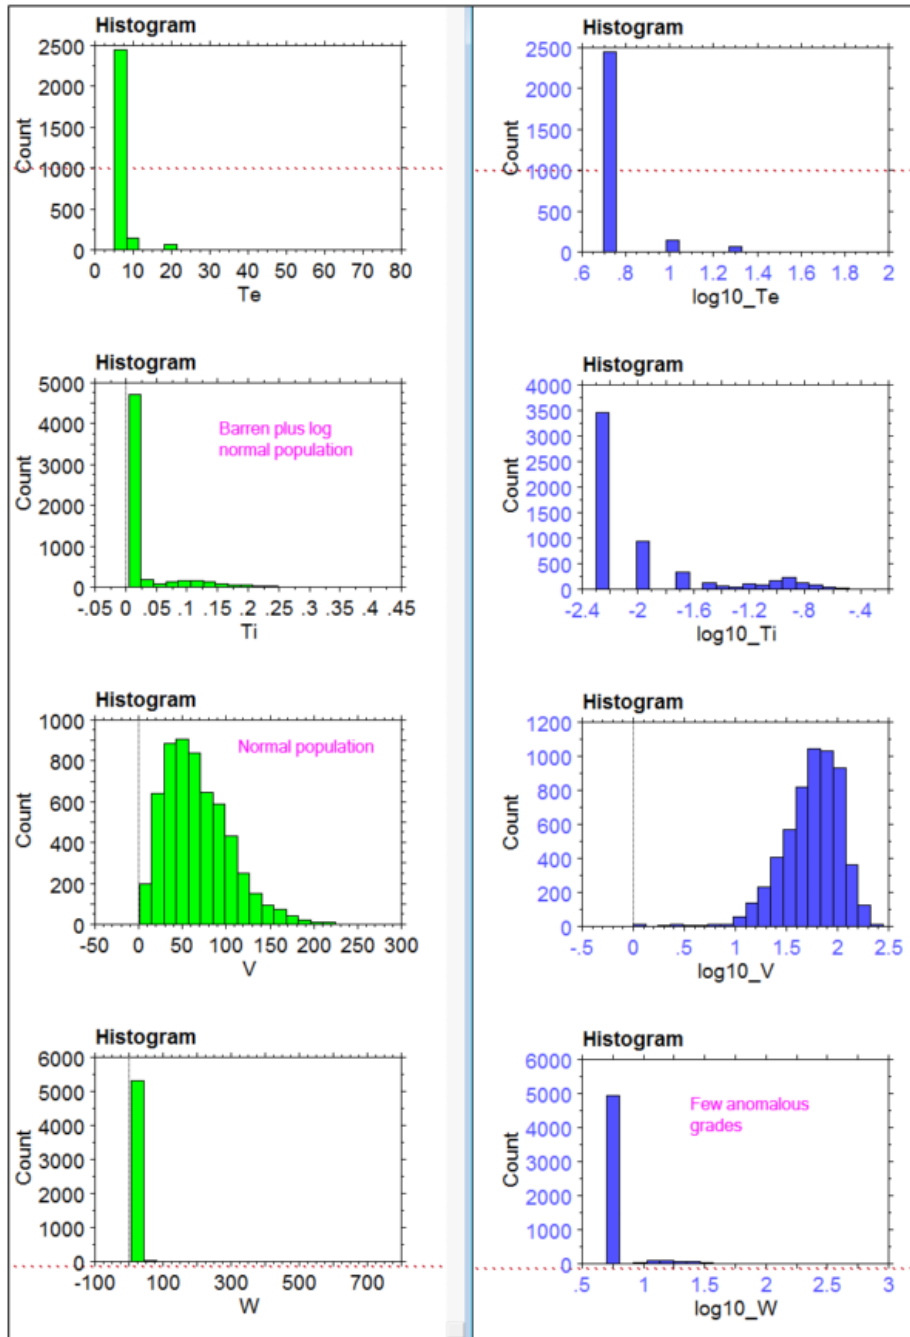 Histogram
2500
2000
1500
1000
500
0
Count
0 10 20 30 40 50 60 70 80
Te
Histogram
2500
2000
1500
1000
500
0
Count
.6 .8 1 1.2 1.4 1.6 1.8 2
log10_Te
Histogram
5000
4000
3000
2000
1000
0
Count
Barren plus log
normal population
-.05 0 .05 .1 .15 .2 .25 .3 .35 .4 .45
Ti
Histogram
4000
3500
3000
2500
2000
1500
1000
500
0
Count
-2.4 -2 -1.6 -1.2 -.8 -.4
log10_Ti
Histogram
1000
800
600
400
200
0
Count
Normal population
-50 0 50 100 150 200 250 300
V
Histogram
1200
1000
800
600
400
200
0
Count
-.5 0 .5 1 1.5 2 2.5
log10_V
Histogram
6000
5000
4000
3000
2000
1000
0
Count
-100 100 300 500 700
W
Histogram
6000
5000
4000
3000
2000
1000
0
Count
Few anomalous
grades
.5 1 1.5 2 2.5 3
log10_W